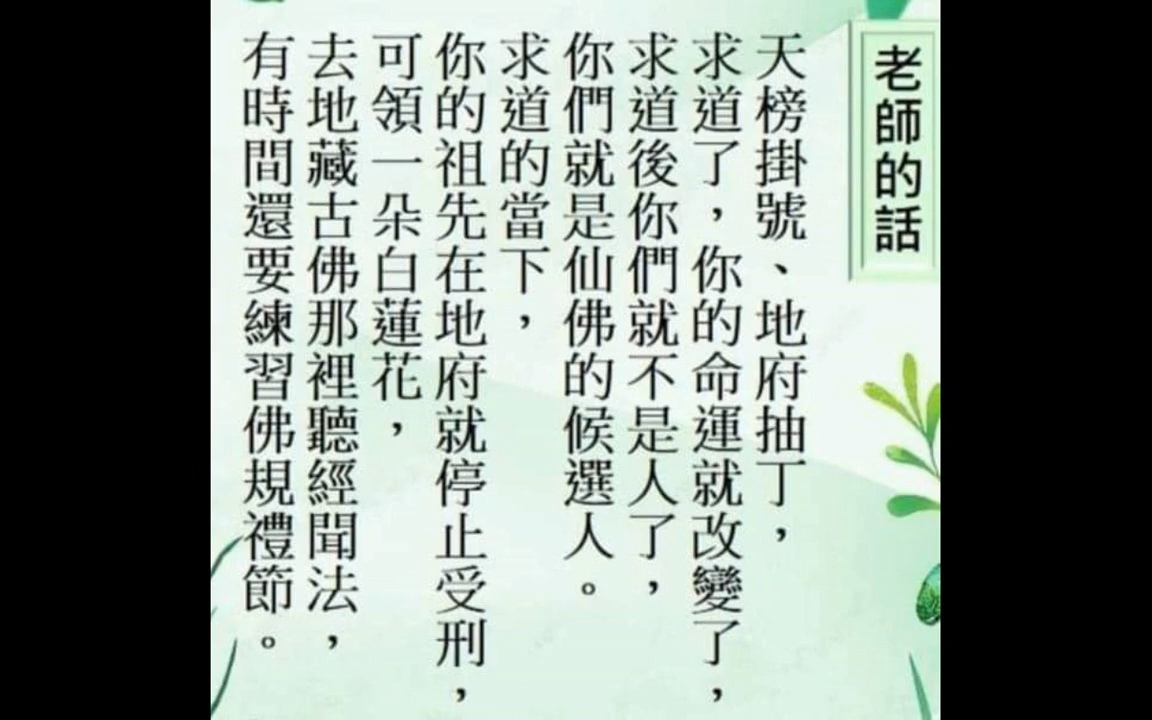 老師的話
天榜掛號、地府抽丁，
求道了，你的命運就改變了，
求道後你們就不是人了，
你們就是仙佛的候選人。
求道的當下，
你的祖先在地府就停止受刑，
可領一朵白蓮花，
去地藏古佛那裡聽經聞法，
有時間還要練習佛規禮節。